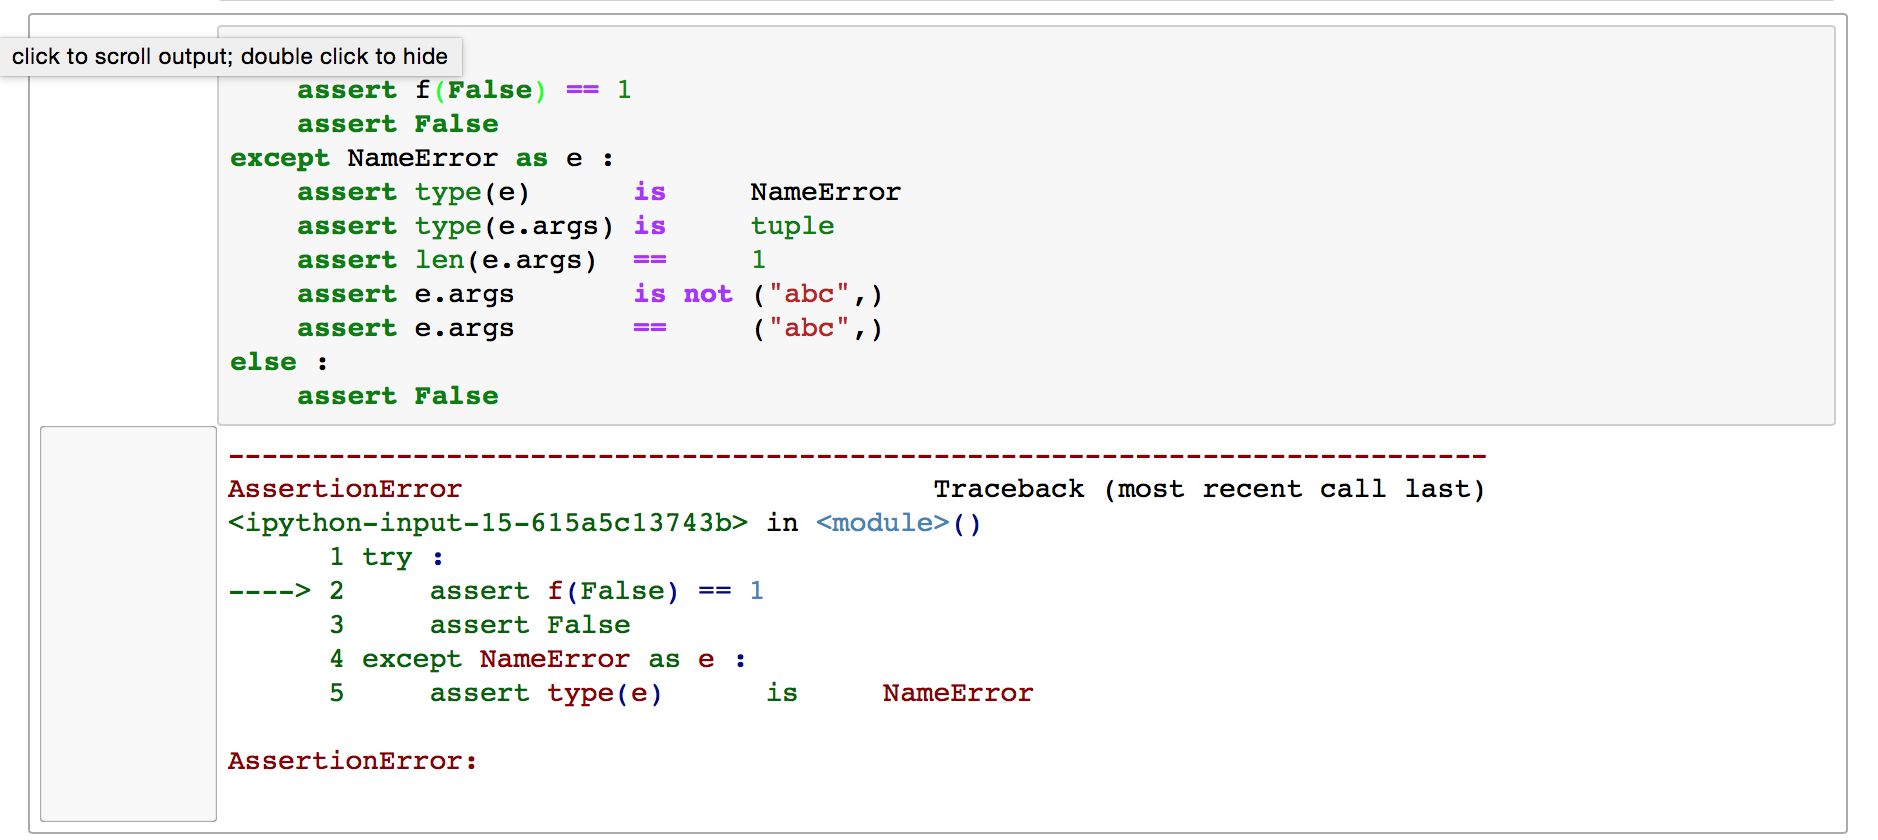 click to scroll output; double click to hide
    assert f(False) == 1
    assert False
except NameError as e :
    assert type(e)      is     NameError
    assert type(e.args) is     tuple
    assert len(e.args)  ==     1
    assert e.args       is not ("abc",)
    assert e.args       ==     ("abc",)
else :
    assert False
---------------------------------------------------------------------------
AssertionError                            Traceback (most recent call last)
<ipython-input-15-615a5c13743b> in <module>()
      1 try :
----> 2     assert f(False) == 1
      3     assert False
      4 except NameError as e :
      5     assert type(e)      is     NameError

AssertionError: